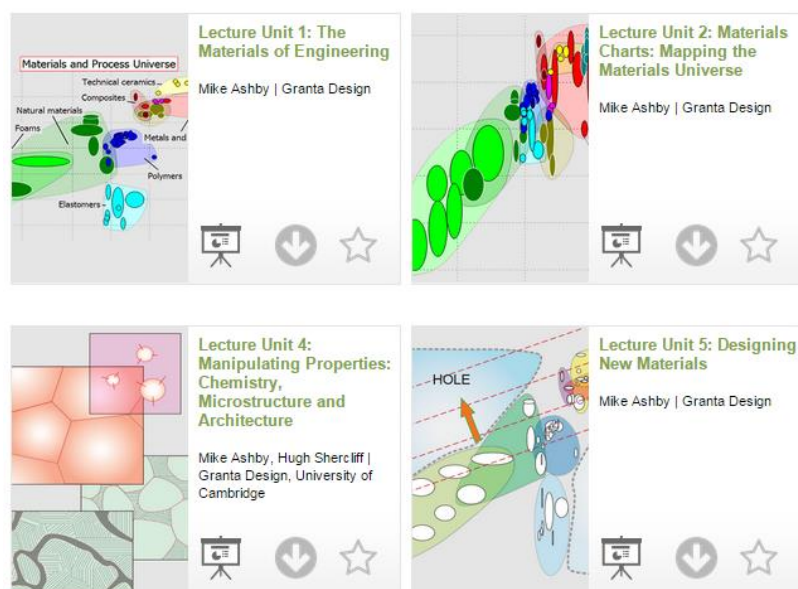 Lecture Unit 1: The
Materials of Engineering
Mike Ashby | Granta Design
Materials and Process Universe
Technical ceramics
Composites
Natural materials
Foams
Metals and
Polymers
Elastomers
Lecture Unit 2: Materials
Charts: Mapping the
Materials Universe
Mike Ashby | Granta Design
Lecture Unit 4:
Manipulating Properties:
Chemistry,
Microstructure and
Architecture
Mike Ashby, Hugh Shercliff |
Granta Design, University of
Cambridge
Lecture Unit 5: Designing
New Materials
Mike Ashby | Granta Design
HOLE